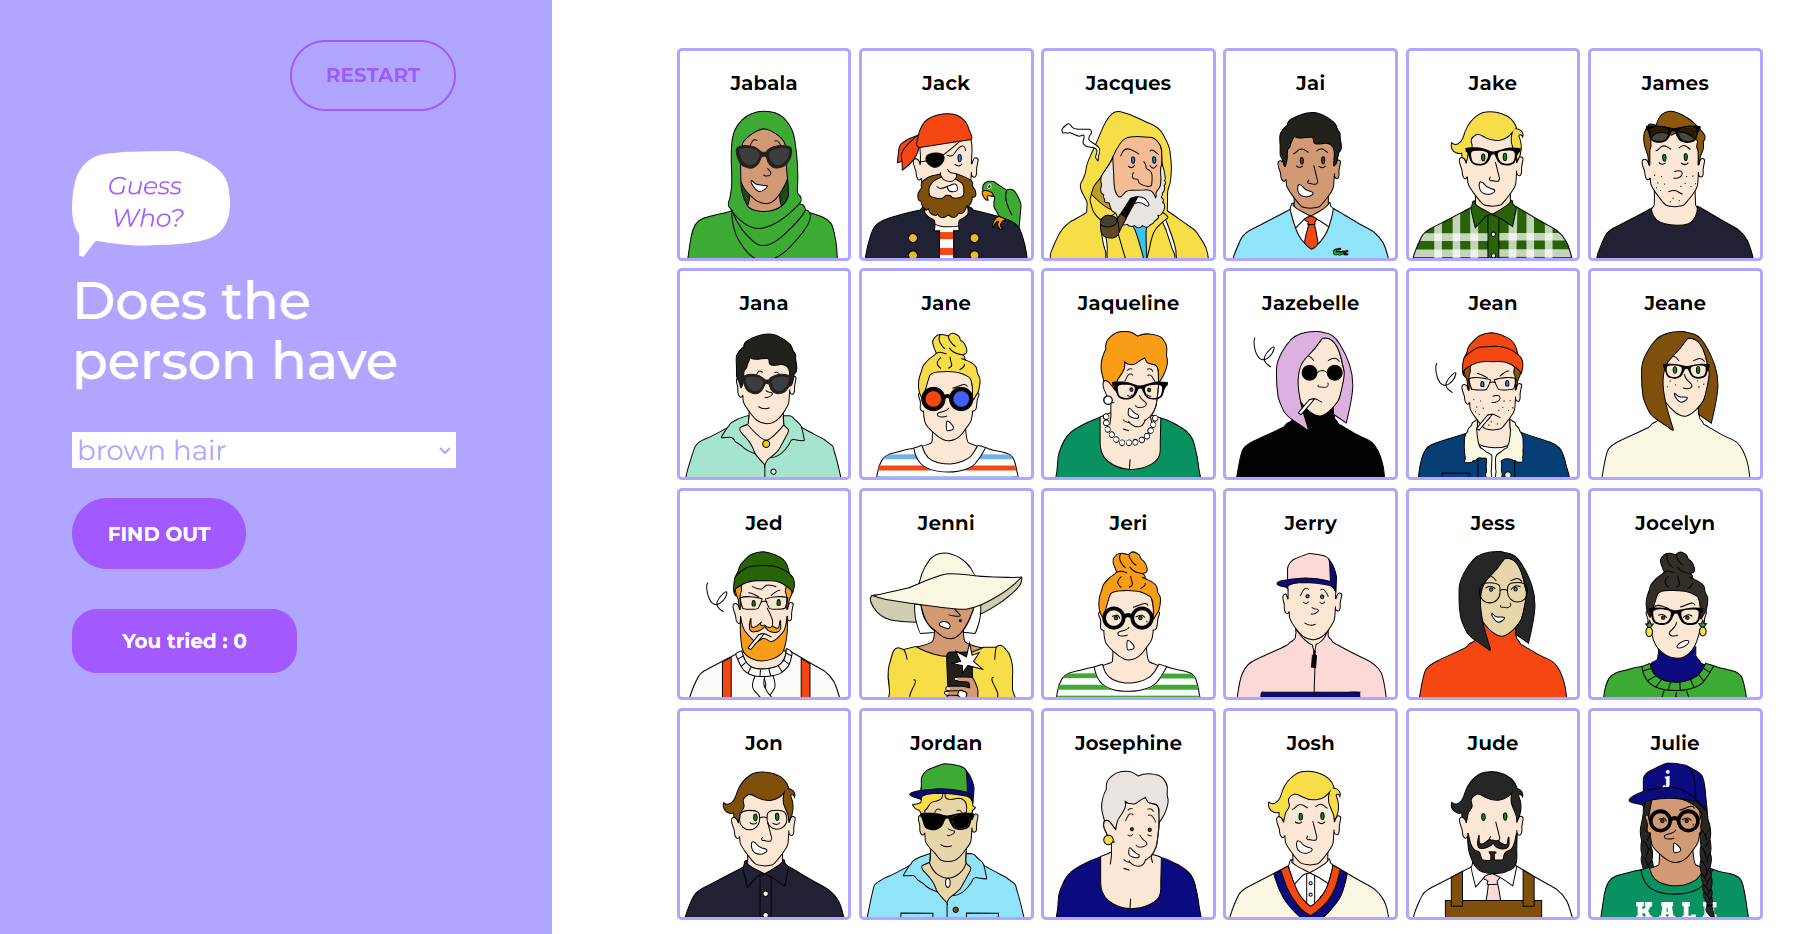 RESTART
Guess
Who?
Does the
person have
brown hair
FIND OUT
You tried : 0
Jabala
Jack
Jacques
Jai
Jake
James
Jana
Jane
Jaqueline
Jazebelle
Jean
Jeane
Jed
Jenni
Jeri
Jerry
Jess
Jocelyn
Jon
Jordan
Josephine
Josh
Jude
Julie
j
KALE